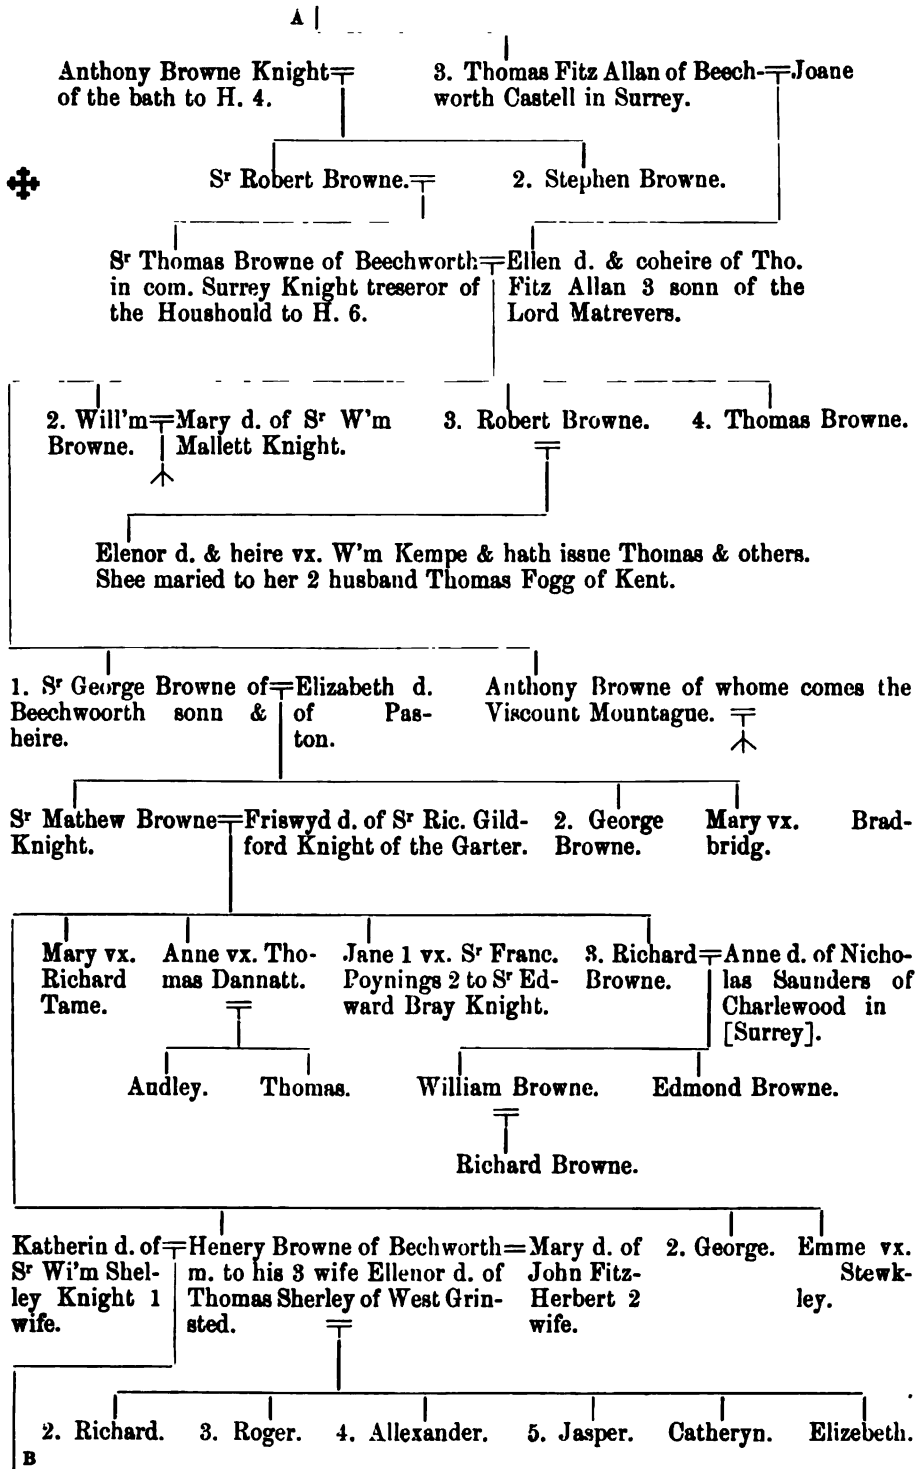 A
Anthony Browne Knight
of the bath to H. 4.
3. Thomas Fitz Allan of Beech-
worth Castell in Surrey.
Joane
Sr Robert Browne.
2. Stephen Browne.
Sr Thomas Browne of Beechworth
in com. Surrey Knight treseror of
the Houshould to H. 6.
Ellen d. & coheire of Tho.
Fitz Allan 3 sonn of the
Lord Matrevers.
2. Will'm
Browne.
Mary d. of Sr W'm
Mallett Knight.
3. Robert Browne.
4. Thomas Browne.
Elenor d. & heire vx. W'm Kempe & hath issue Thomas & others.
Shee maried to her 2 husband Thomas Fogg of Kent.
1. Sr George Browne of
Beechwoorth sonn &
heire.
Elizabeth d.
of Pas-
ton.
Anthony Browne of whome comes the
Viscount Mountague.
Sr Mathew Browne
Knight.
Friswyd d. of Sr Ric. Gild-
ford Knight of the Garter.
2. George
Browne.
Mary vx. Brad-
bridg.
Mary vx.
Richard
Tame.
Anne vx. Tho-
mas Dannatt.
Jane 1 vx. Sr Franc.
Poynings 2 to Sr Ed-
ward Bray Knight.
3. Richard
Browne.
Anne d. of Nicho-
las Saunders of
Charlewood in
[Surrey].
Audley.
Thomas.
William Browne.
Edmond Browne.
Richard Browne.
Katherin d. of
Sr Wi'm Shel-
ley Knight 1
wife.
Henery Browne of Bechworth
m. to his 3 wife Ellenor d. of
Thomas Sherley of West Grin-
sted.
Mary d. of
John Fitz-
Herbert 2
wife.
2. George.
Emme vx.
Stewk-
ley.
2. Richard.
3. Roger.
4. Allexander.
5. Jasper.
Catheryn.
Elizebeth.
B